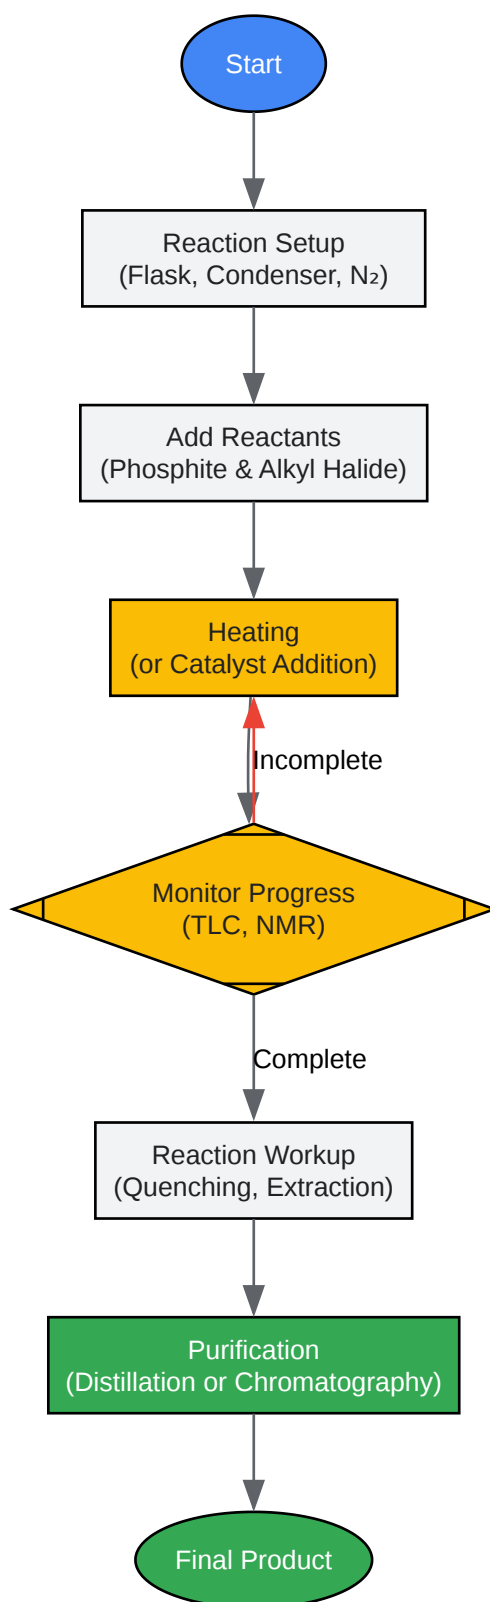 Start
Reaction Setup
(Flask, Condenser, N₂)
Add Reactants
(Phosphite & Alkyl Halide)
Heating
(or Catalyst Addition)
Incomplete
Monitor Progress
(TLC, NMR)
Complete
Reaction Workup
(Quenching, Extraction)
Purification
(Distillation or Chromatography)
Final Product